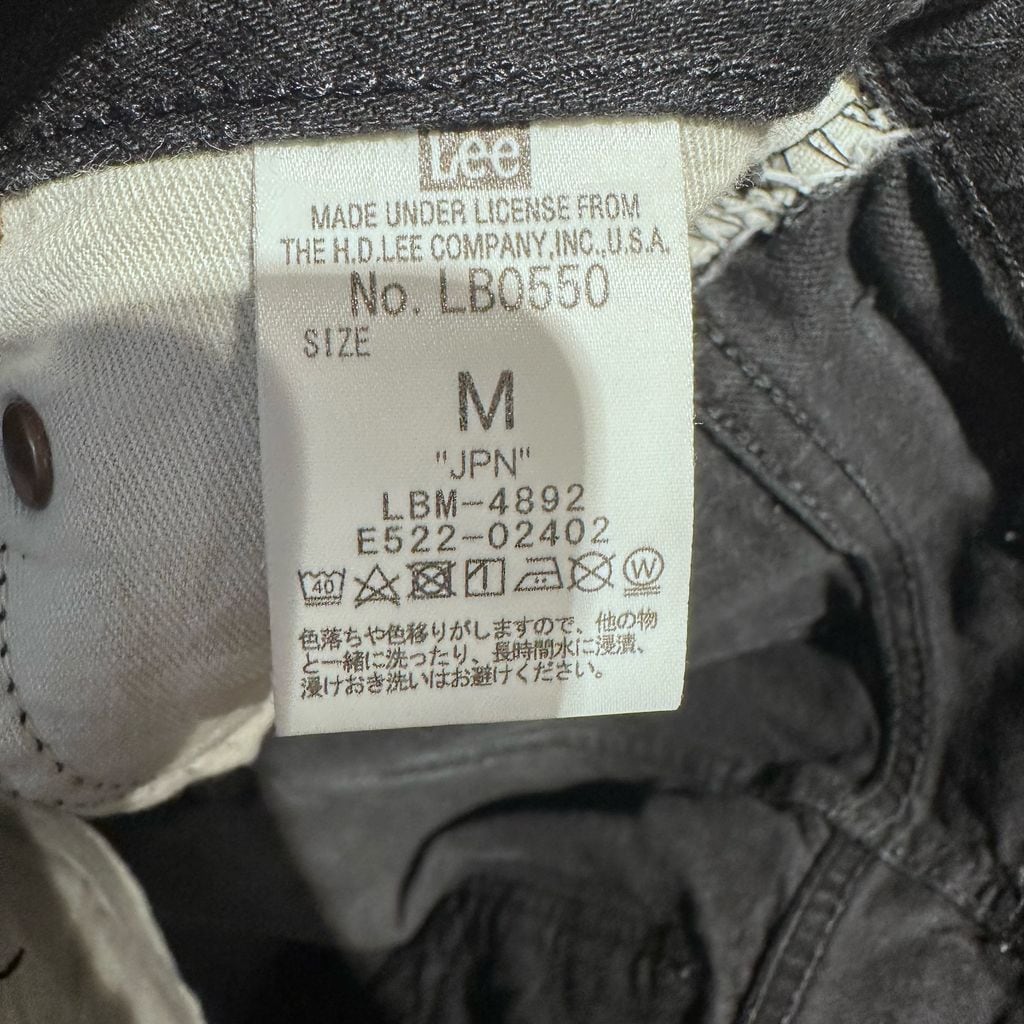 Lee
MADE UNDER LICENSE FROM
THE H.D.LEE COMPANY,INC.,U.S.A.
No. LB0550
SIZE
M
"JPN"
LBM-4892
E522-02402
40 W
色落ちや色移りがしますので、他の物
と一緒に洗ったり、長時間水に浸漬、
浸けおき洗いはお避けください。